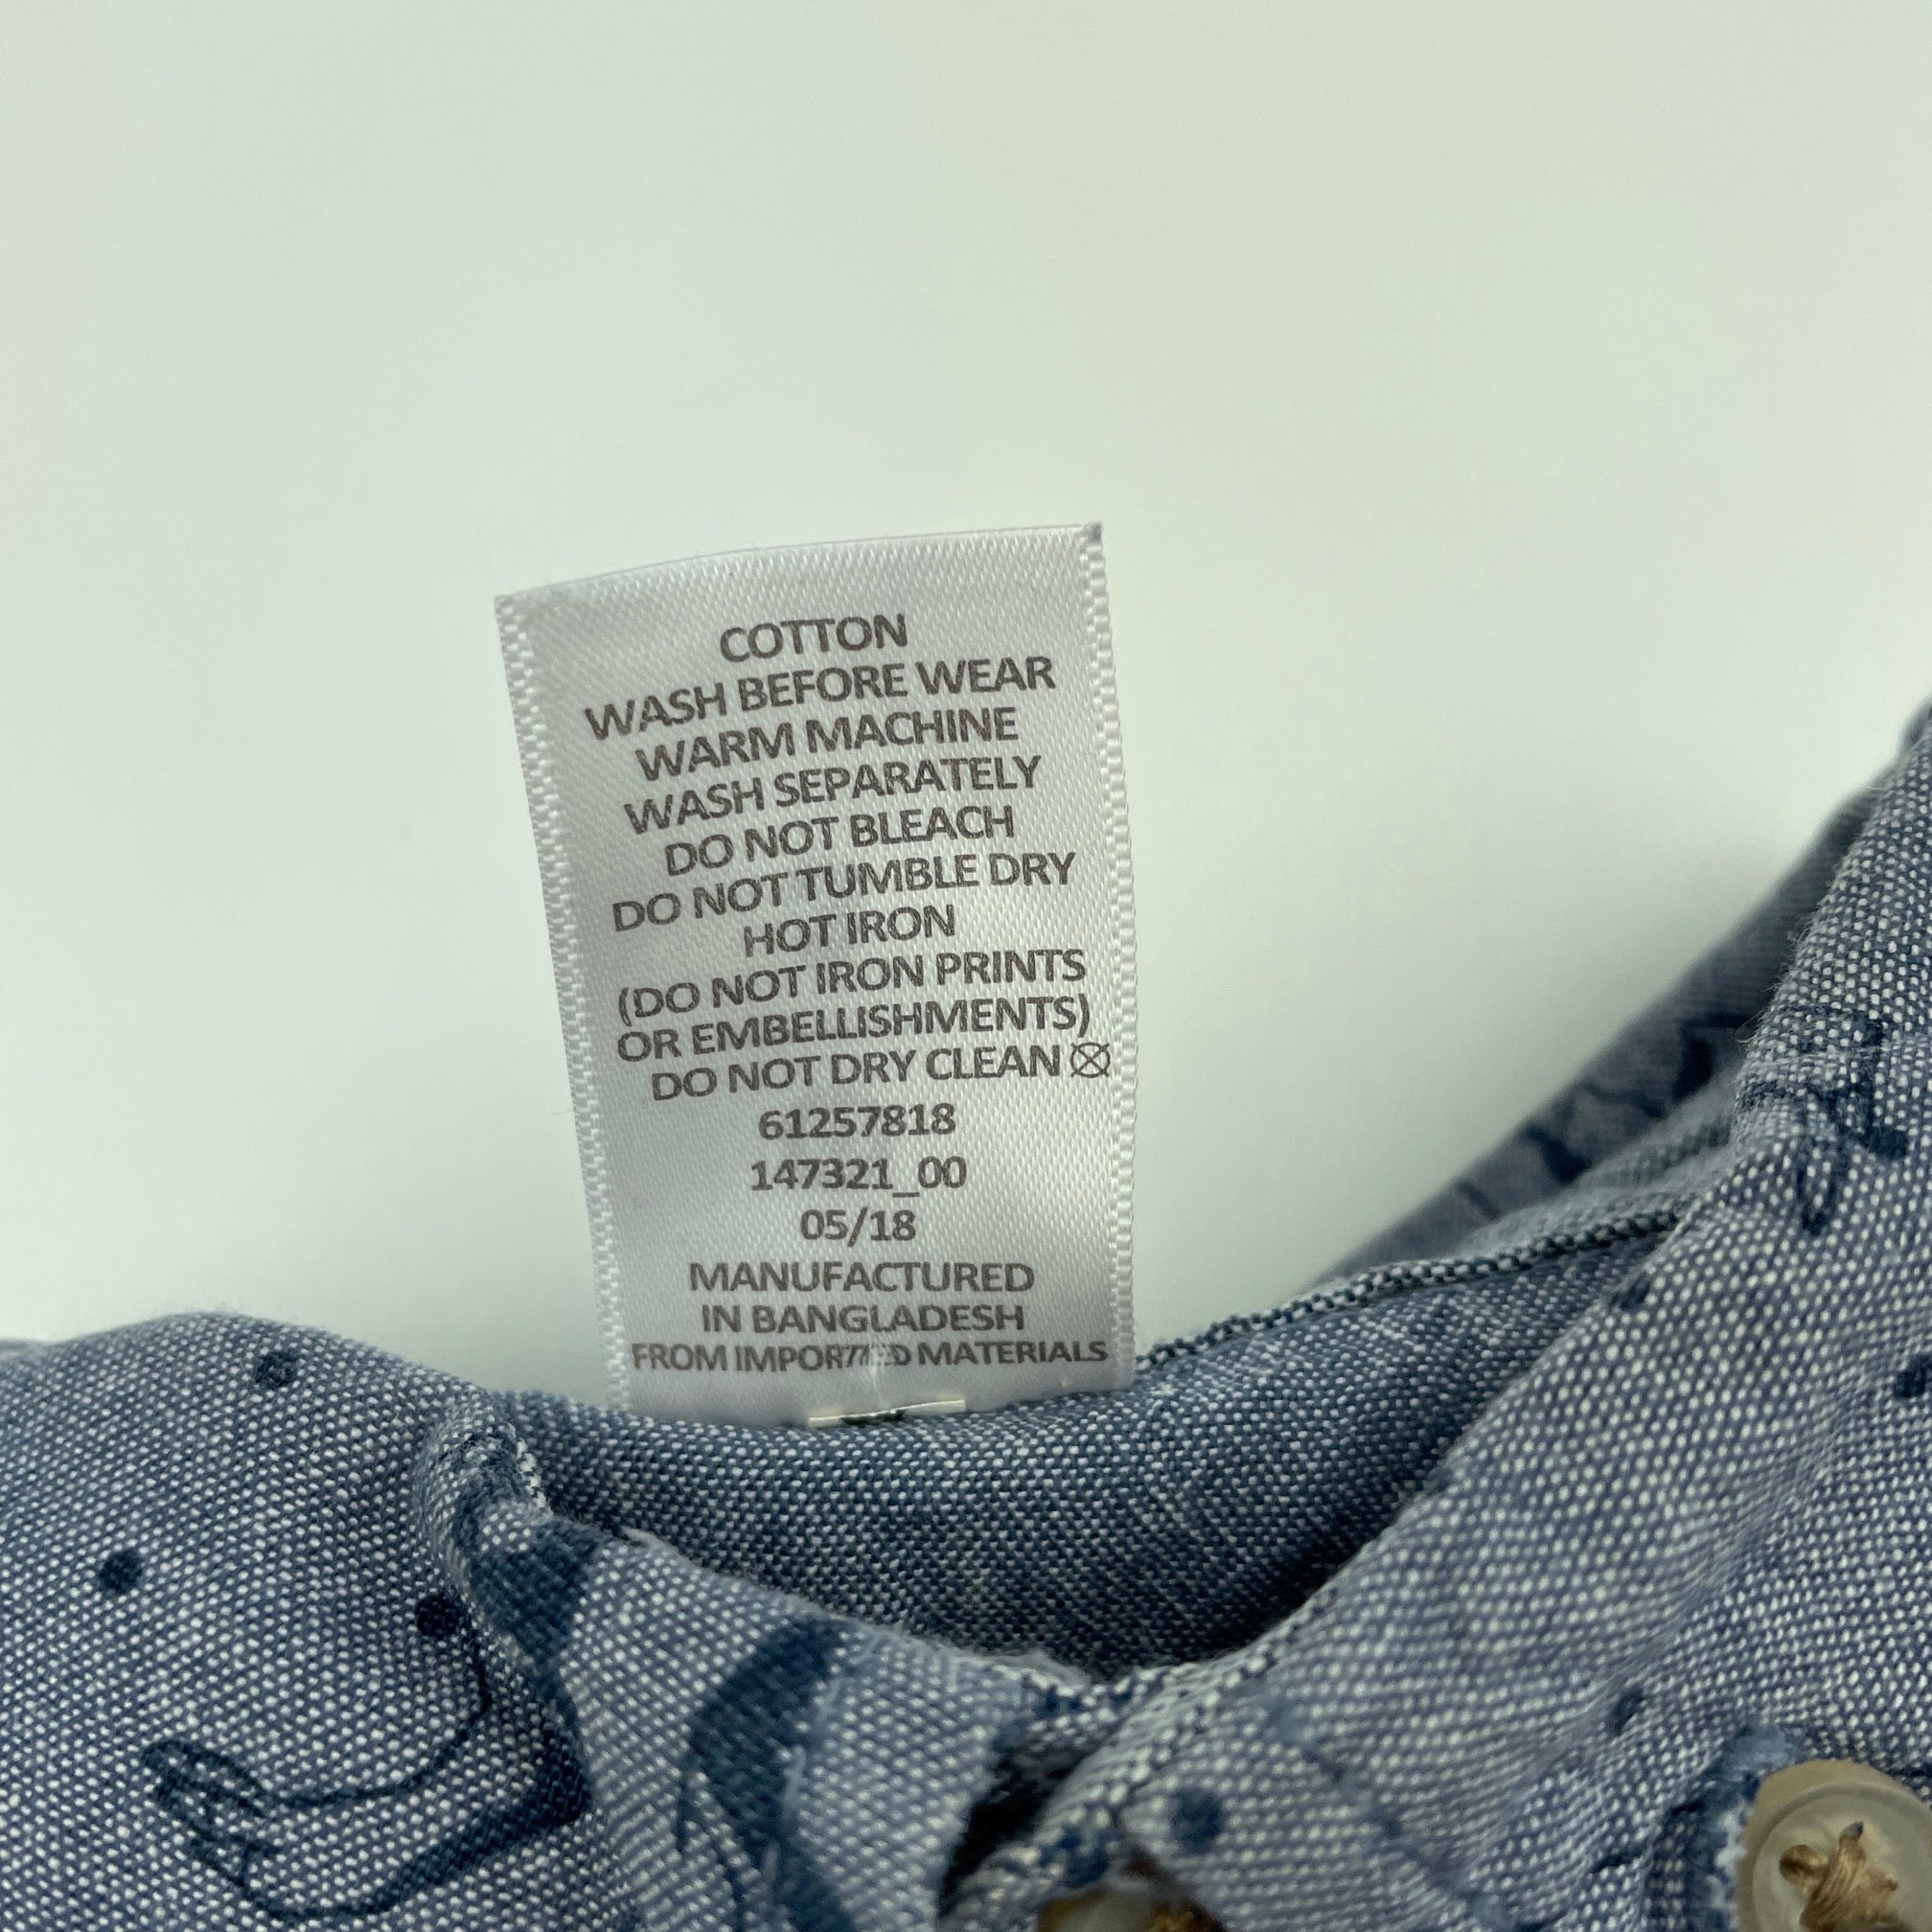 COTTON
WASH BEFORE WEAR
WARM MACHINE
WASH SEPARATELY
DO NOT BLEACH
DO NOT TUMBLE DRY
HOT IRON
(DO NOT IRON PRINTS
OR EMBELLISHMENTS)
DO NOT DRY CLEAN
61257818
147321_00
05/18
MANUFACTURED
IN BANGLADESH
FROM IMPORTED MATERIALS